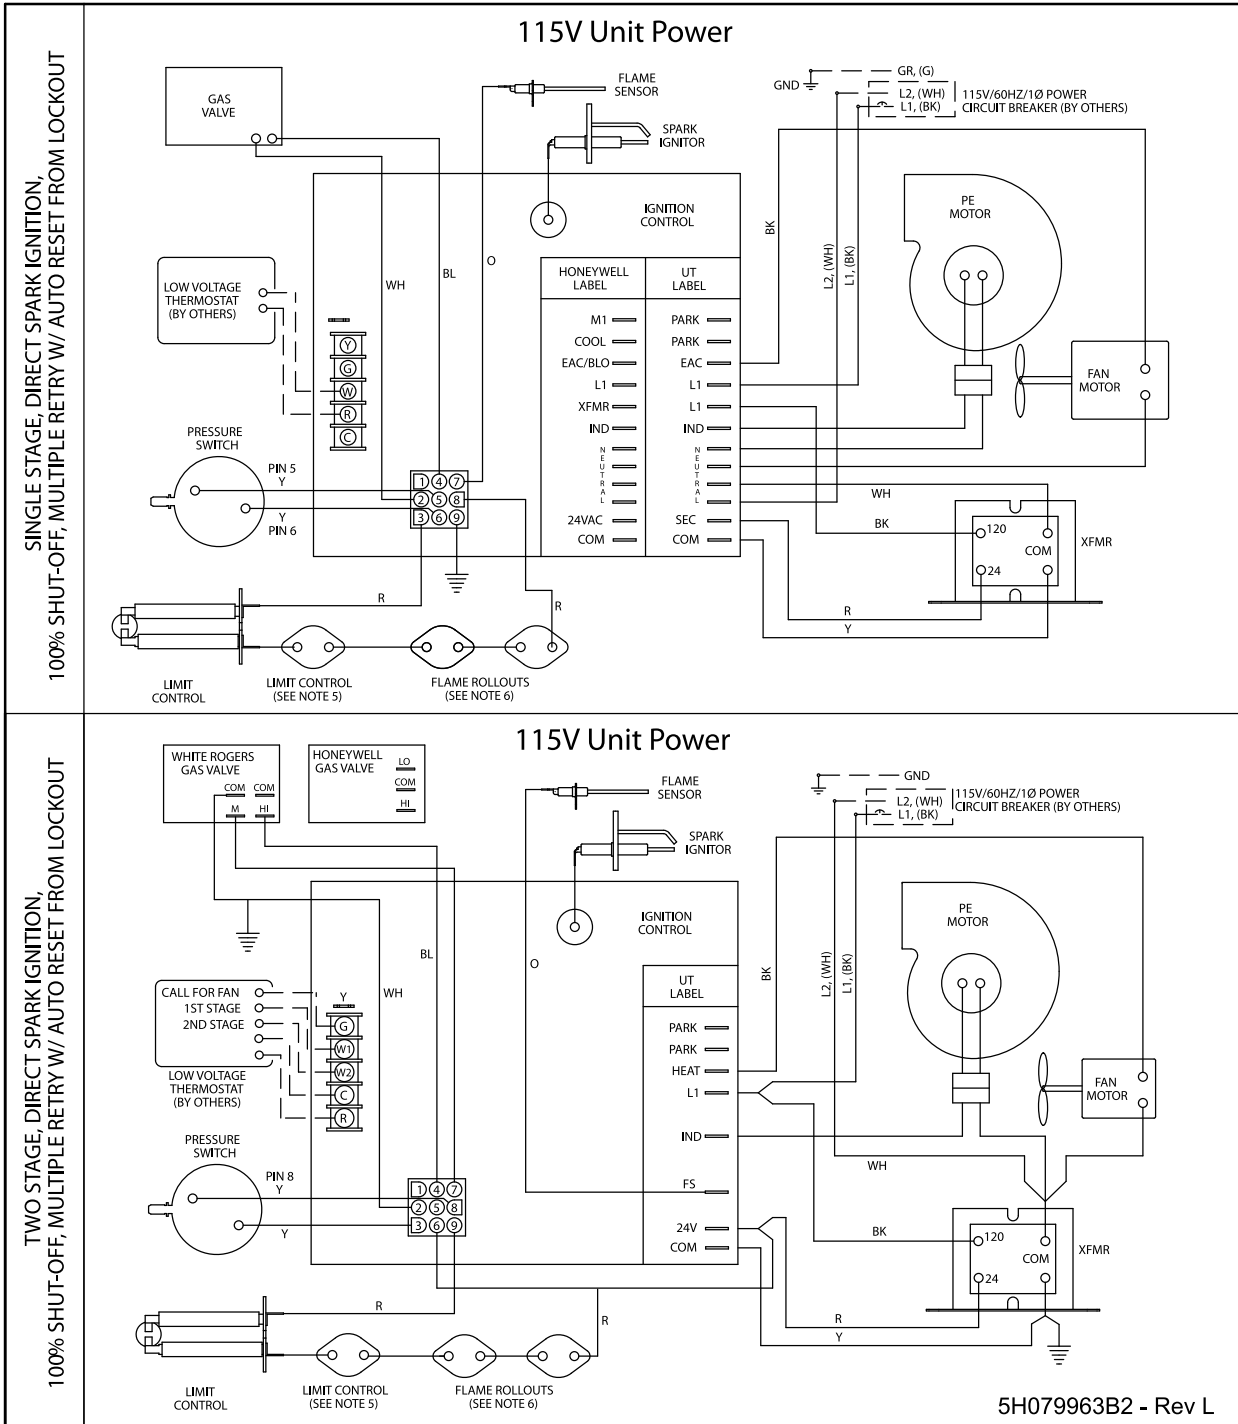 SINGLE STAGE, DIRECT SPARK IGNITION,
100% SHUT-OFF, MULTIPLE RETRY W/ AUTO RESET FROM LOCKOUT
115V Unit Power
GAS
VALVE
FLAME
SENSOR
SPARK
IGNITOR
GND
GR, (G)
L2, (WH)
L1, (BK)
115V/60HZ/1Ø POWER
CIRCUIT BREAKER (BY OTHERS)
IGNITION
CONTROL
PE
MOTOR
BK
L2, (WH)
L1, (BK)
O
BL
WH
LOW VOLTAGE
THERMOSTAT
(BY OTHERS)
Y
G
W
R
C
HONEYWELL
LABEL
UT
LABEL
M1
PARK
COOL
PARK
EAC/BLO
EAC
L1
L1
XFMR
L1
IND
IND
NEUTRAL
NEUTRAL
24VAC
SEC
COM
COM
FAN
MOTOR
PRESSURE
SWITCH
PIN 5
Y
Y
PIN 6
1 4 7
2 5 8
3 6 9
WH
BK
120
COM
24
XFMR
R
Y
R
R
LIMIT
CONTROL
LIMIT CONTROL
(SEE NOTE 5)
FLAME ROLLOUTS
(SEE NOTE 6)
TWO STAGE, DIRECT SPARK IGNITION,
100% SHUT-OFF, MULTIPLE RETRY W/ AUTO RESET FROM LOCKOUT
115V Unit Power
WHITE ROGERS
GAS VALVE
COM COM
M HI
HONEYWELL
GAS VALVE
LO
COM
HI
FLAME
SENSOR
SPARK
IGNITOR
GND
L2, (WH)
L1, (BK)
115V/60HZ/1Ø POWER
CIRCUIT BREAKER (BY OTHERS)
IGNITION
CONTROL
PE
MOTOR
BK
L2, (WH)
L1, (BK)
BL
WH
O
CALL FOR FAN
1ST STAGE
2ND STAGE
LOW VOLTAGE
THERMOSTAT
(BY OTHERS)
Y
G
W1
W2
C
R
UT
LABEL
PARK
PARK
HEAT
L1
IND
FS
24V
COM
FAN
MOTOR
PRESSURE
SWITCH
PIN 8
Y
Y
1 4 7
2 5 8
3 6 9
WH
BK
120
COM
24
XFMR
R
Y
R
R
LIMIT
CONTROL
LIMIT CONTROL
(SEE NOTE 5)
FLAME ROLLOUTS
(SEE NOTE 6)
5H079963B2 - Rev L